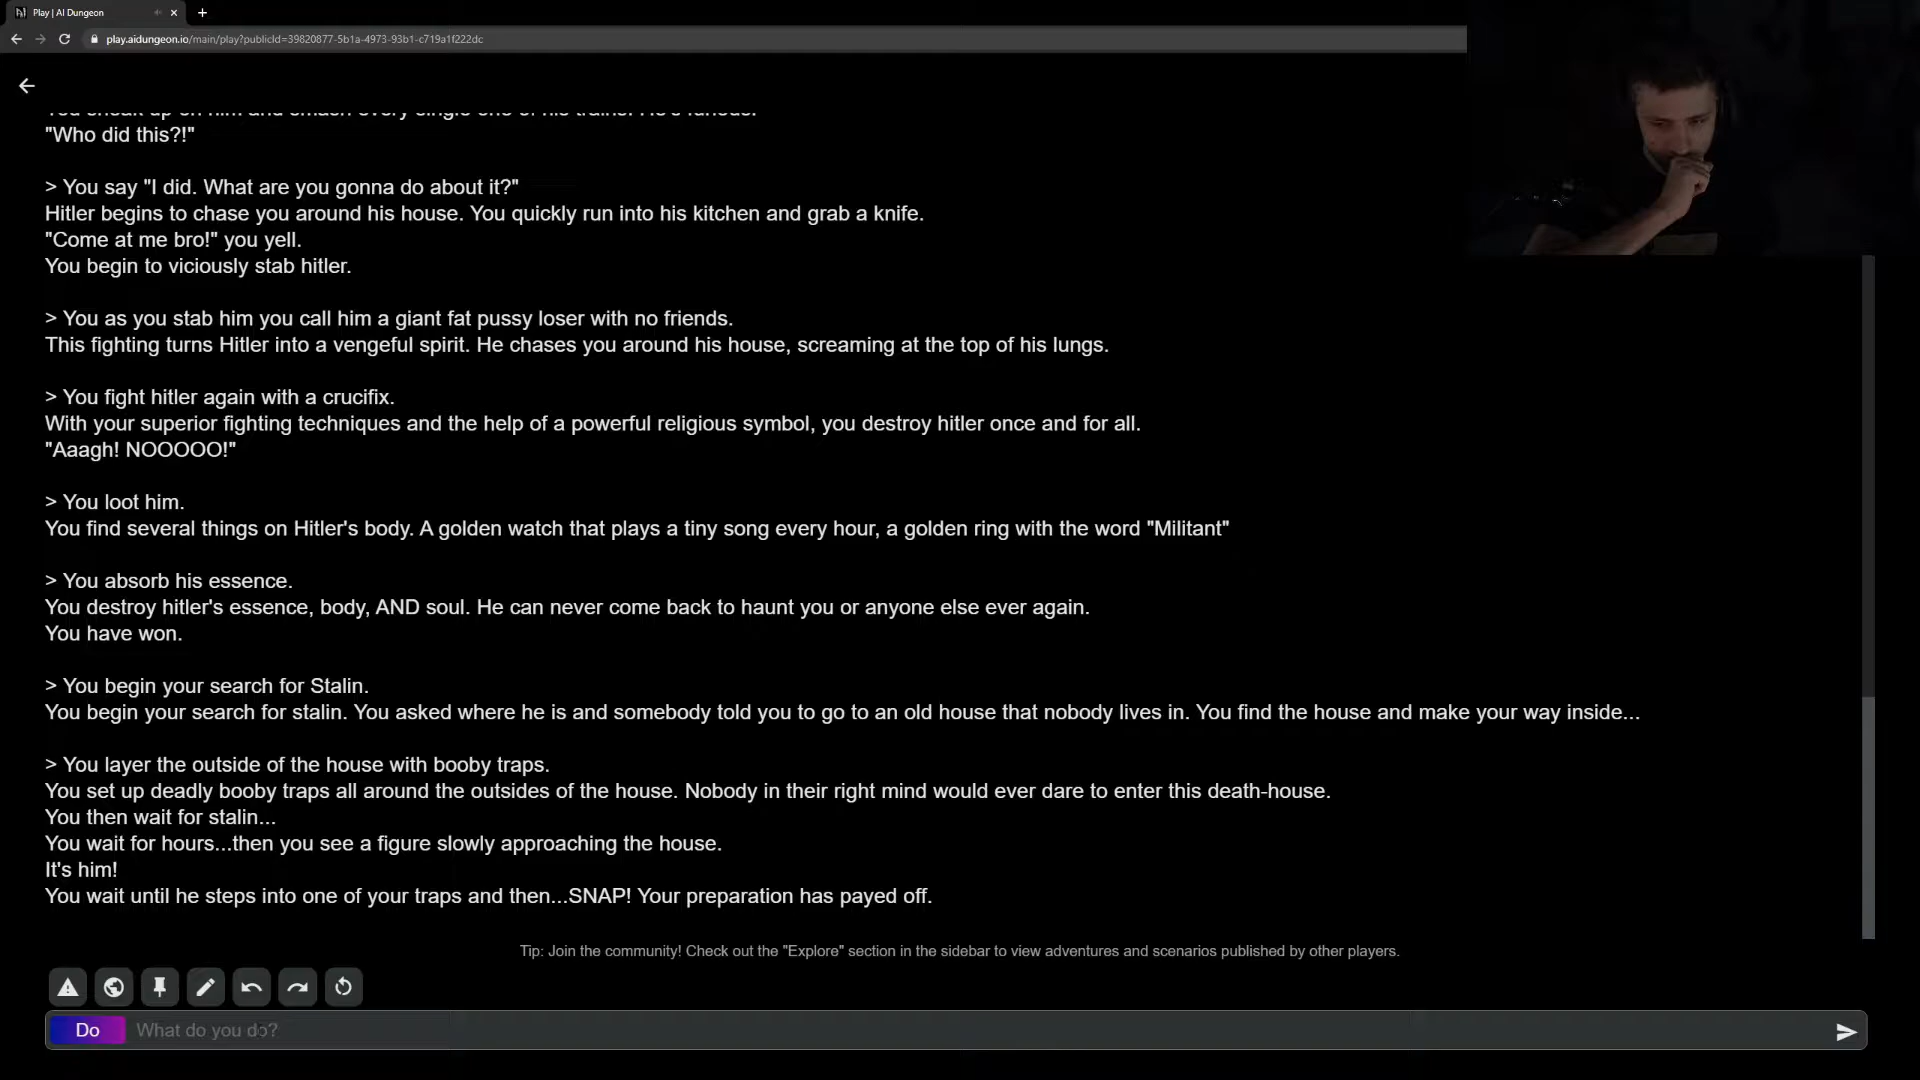 Play | AI Dungeon
play.aidungeon.io/main/play?publicId=39820877-5b1a-4973-93b1-c719a1f222dc
You sneak up on him and smash every single one of his trains. He's furious.
"Who did this?!"
> You say "I did. What are you gonna do about it?"
Hitler begins to chase you around his house. You quickly run into his kitchen and grab a knife.
"Come at me bro!" you yell.
You begin to viciously stab hitler.
> You as you stab him you call him a giant fat pussy loser with no friends.
This fighting turns Hitler into a vengeful spirit. He chases you around his house, screaming at the top of his lungs.
> You fight hitler again with a crucifix.
With your superior fighting techniques and the help of a powerful religious symbol, you destroy hitler once and for all.
"Aaagh! NOOOOO!"
> You loot him.
You find several things on Hitler's body. A golden watch that plays a tiny song every hour, a golden ring with the word "Militant"
> You absorb his essence.
You destroy hitler's essence, body, AND soul. He can never come back to haunt you or anyone else ever again.
You have won.
> You begin your search for Stalin.
You begin your search for stalin. You asked where he is and somebody told you to go to an old house that nobody lives in. You find the house and make your way inside...
> You layer the outside of the house with booby traps.
You set up deadly booby traps all around the outsides of the house. Nobody in their right mind would ever dare to enter this death-house.
You then wait for stalin...
You wait for hours...then you see a figure slowly approaching the house.
It's him!
You wait until he steps into one of your traps and then...SNAP! Your preparation has payed off.
Tip: Join the community! Check out the "Explore" section in the sidebar to view adventures and scenarios published by other players.
Do What do you do?